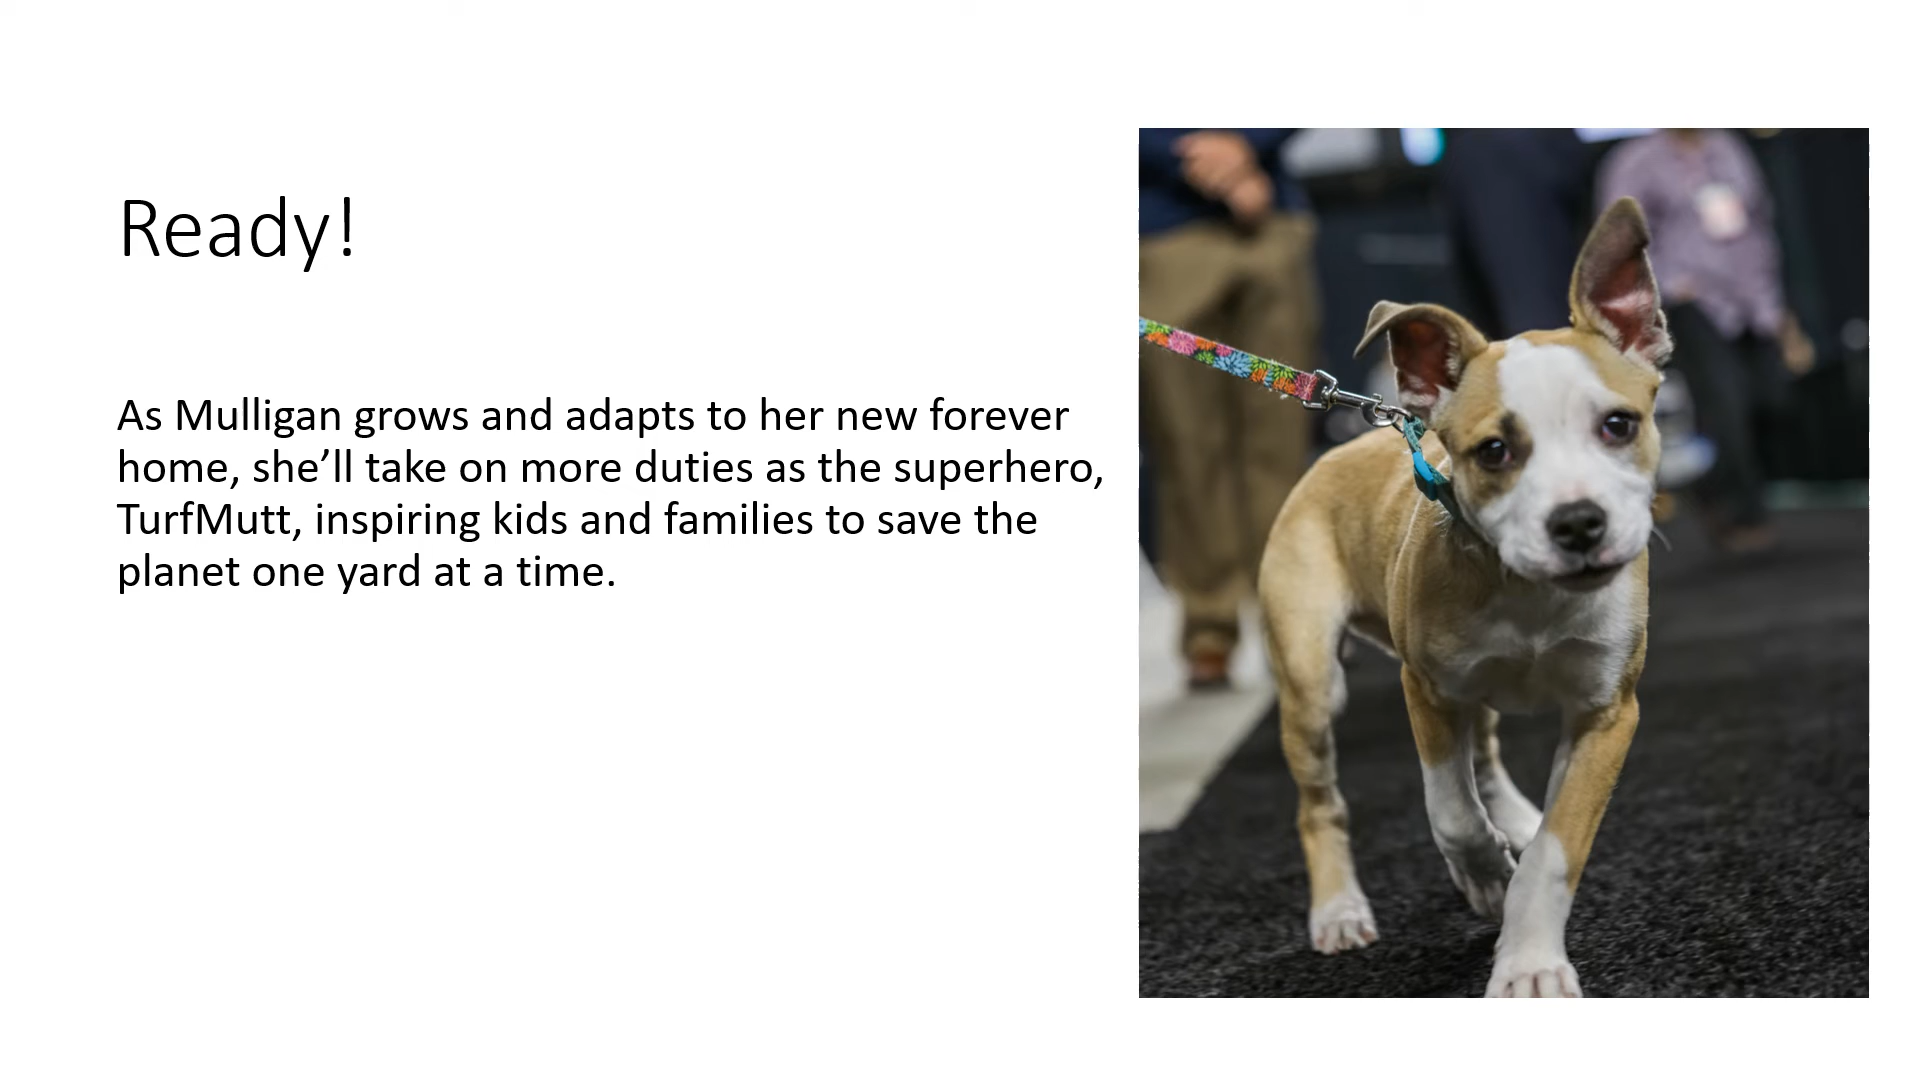 Ready!
As Mulligan grows and adapts to her new forever
home, she’ll take on more duties as the superhero,
TurfMutt, inspiring kids and families to save the
planet one yard at a time.